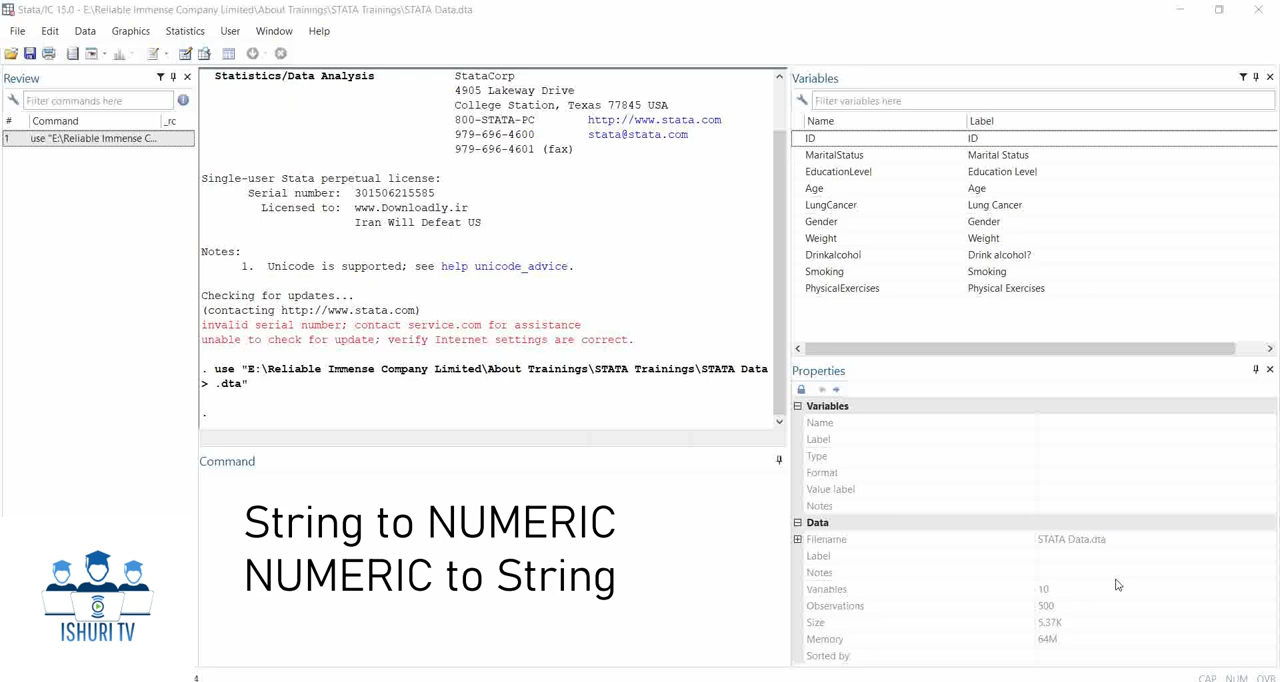 Stata/IC 15.0 - E:\Reliable Immense Company Limited\About Trainings\STATA Trainings\STATA Data.dta
File Edit Data Graphics Statistics User Window Help
Review
Filter commands here
# Command _rc
1 use "E:\Reliable Immense C...
Statistics/Data Analysis StataCorp
4905 Lakeway Drive
College Station, Texas 77845 USA
800-STATA-PC http://www.stata.com
979-696-4600 stata@stata.com
979-696-4601 (fax)
Single-user Stata perpetual license:
Serial number: 301506215585
Licensed to: www.Downloadly.ir
Iran Will Defeat US
Notes:
1. Unicode is supported; see help unicode_advice.
Checking for updates...
(contacting http://www.stata.com)
invalid serial number; contact service.com for assistance
unable to check for update; verify Internet settings are correct.
. use "E:\Reliable Immense Company Limited\About Trainings\STATA Trainings\STATA Data
> .dta"
.
Command
String to NUMERIC
NUMERIC to String
ISHURI TV
Variables
Filter variables here
Name Label
ID ID
MaritalStatus Marital Status
EducationLevel Education Level
Age Age
LungCancer Lung Cancer
Gender Gender
Weight Weight
Drinkalcohol Drink alcohol?
Smoking Smoking
PhysicalExercises Physical Exercises
Properties
Variables
Name
Label
Type
Format
Value label
Notes
Data
Filename STATA Data.dta
Label
Notes
Variables 10
Observations 500
Size 5.37K
Memory 64M
Sorted by
CAP NUM OVR